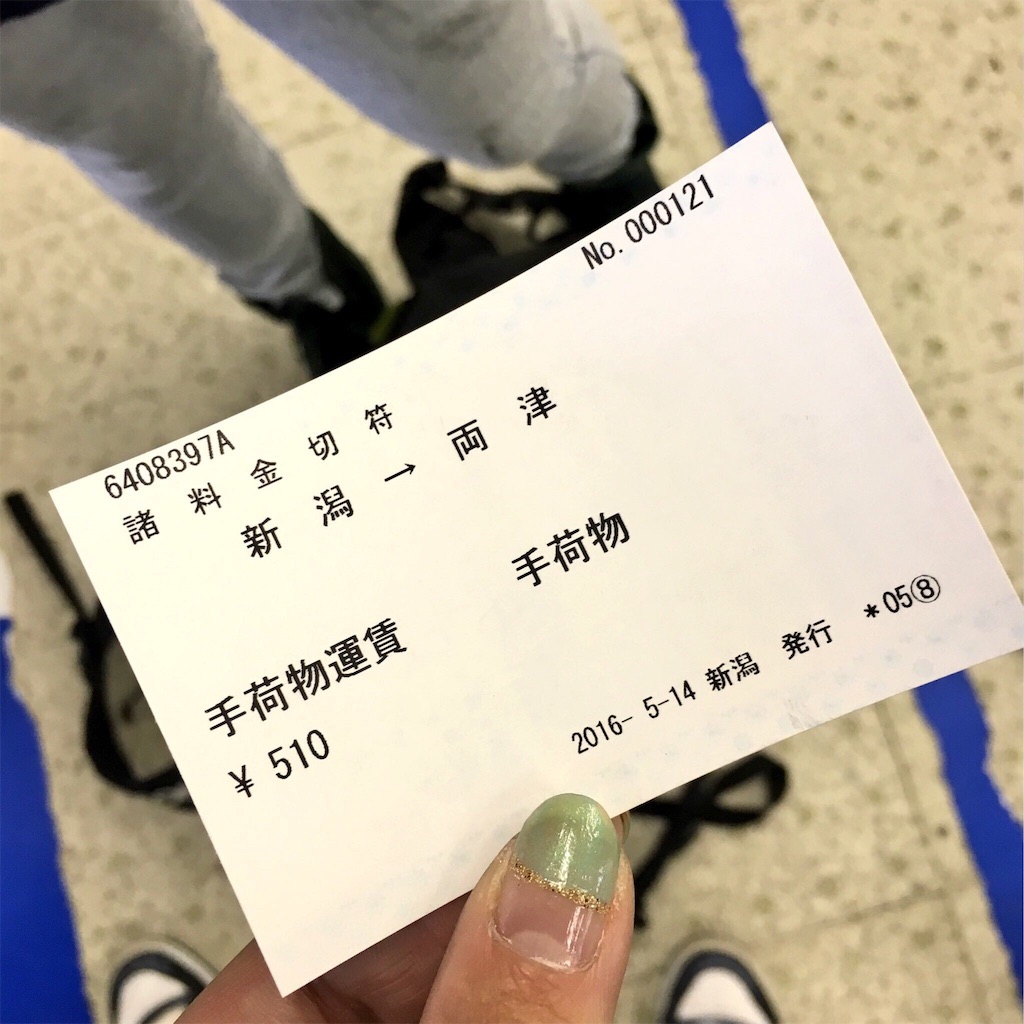 No.000121
6408397A
諸料金切符
新潟→両津
手荷物
手荷物運賃
¥ 510
2016- 5-14 新潟 発行 *05⑧